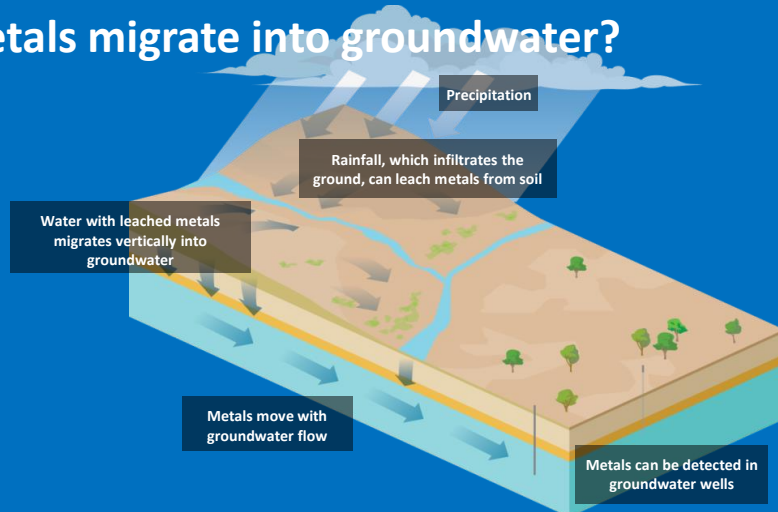 etals migrate into groundwater?
Precipitation
Rainfall, which infiltrates the
ground, can leach metals from soil
Water with leached metals
migrates vertically into
groundwater
Metals move with
groundwater flow
Metals can be detected in
groundwater wells